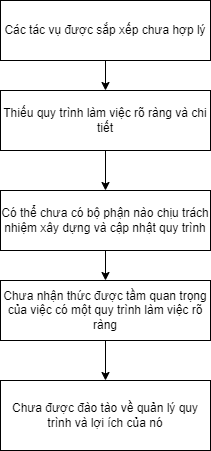 Các tác vụ được sắp xếp chưa hợp lý
Thiếu quy trình làm việc rõ ràng và chi
tiết
Có thể chưa có bộ phận nào chịu trách
nhiệm xây dựng và cập nhật quy trình
Chưa nhận thức được tầm quan trọng
của việc có một quy trình làm việc rõ
ràng
Chưa được đào tào về quản lý quy
trình và lợi ích của nó